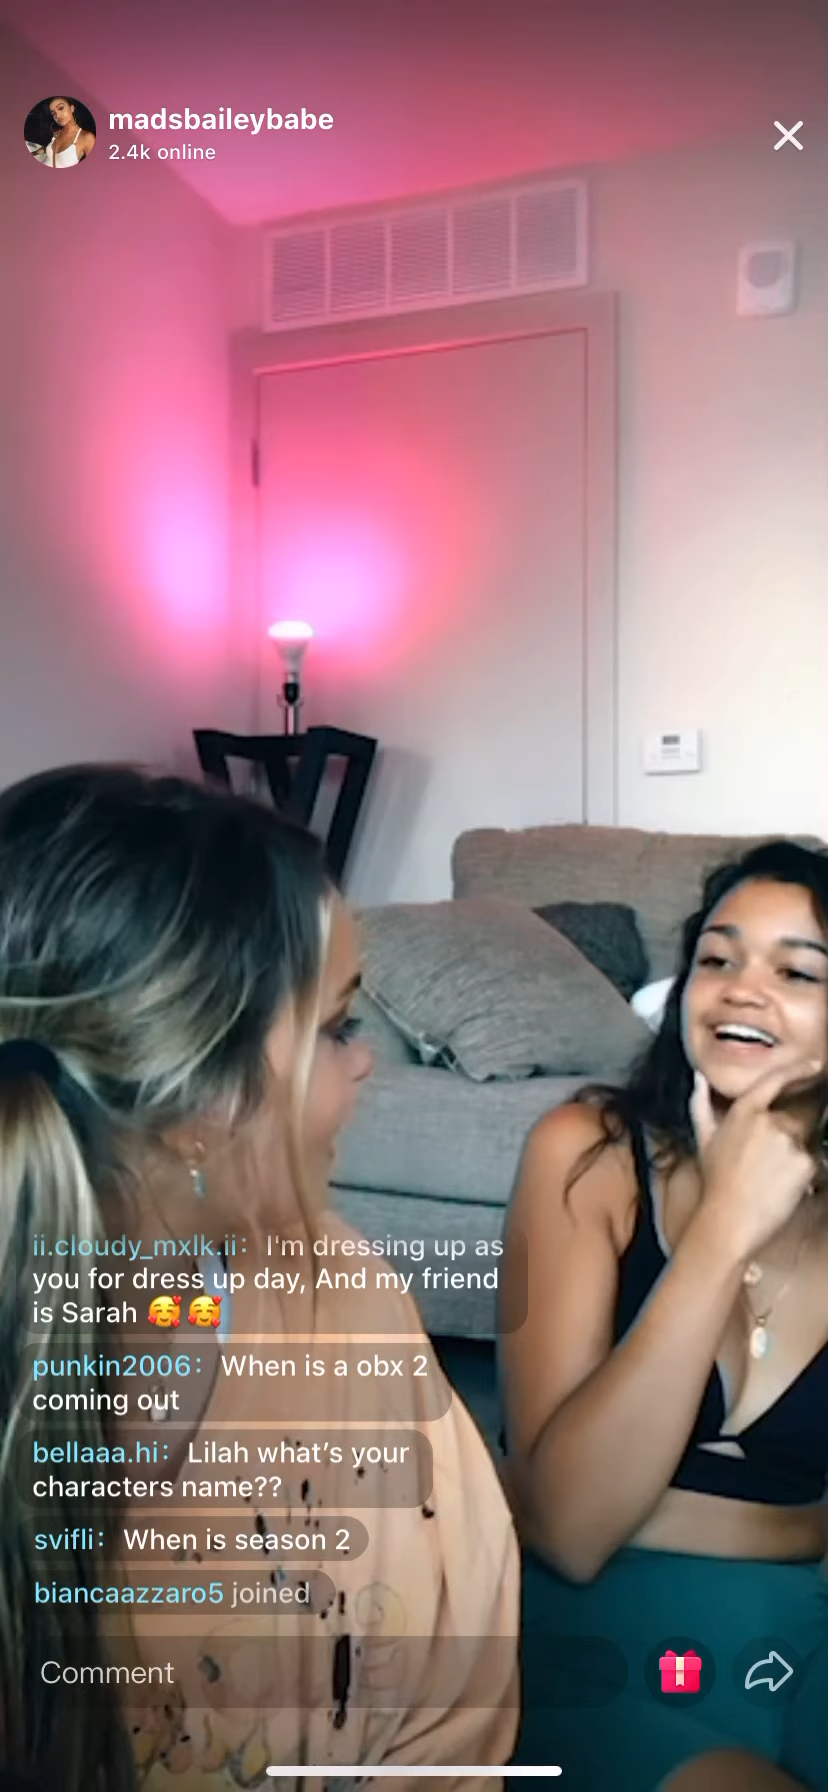 madsbaileybabe
2.4k online
ii.cloudy_mxlk.ii: I'm dressing up as
you for dress up day, And my friend
is Sarah 🥰 🥰
punkin2006: When is a obx 2
coming out
bellaaa.hi: Lilah what's your
characters name??
svifli: When is season 2
biancaazzaro5 joined
Comment